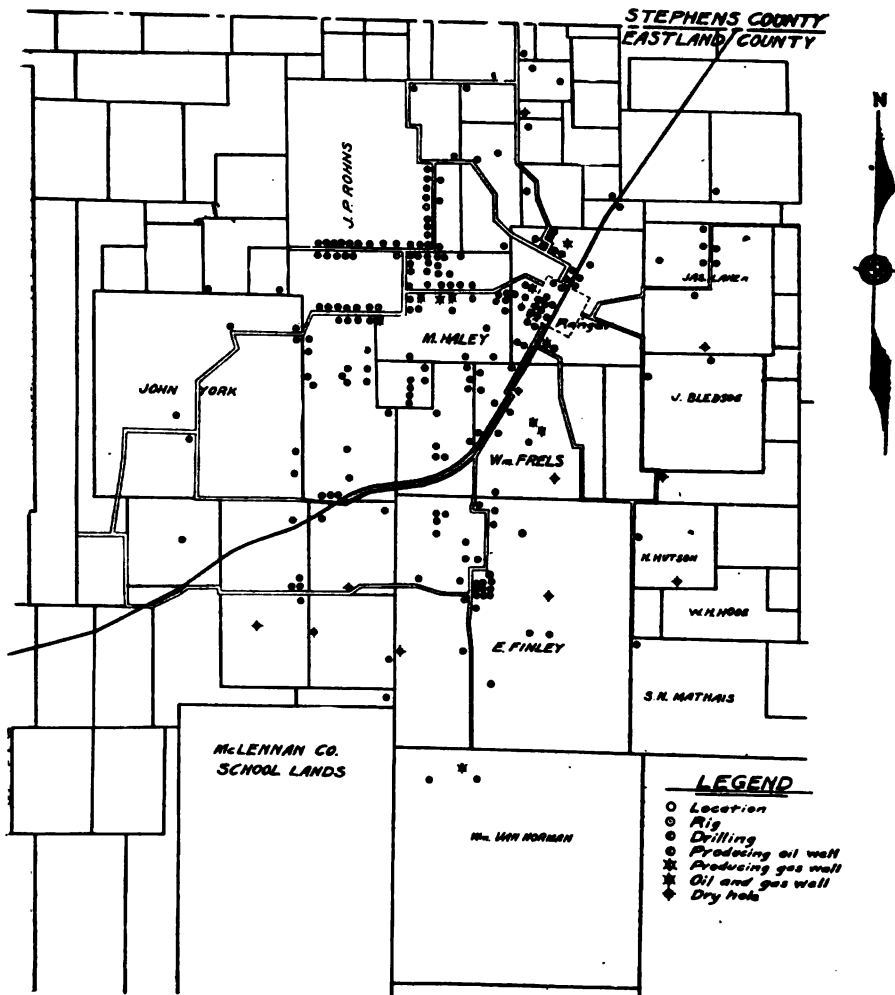 STEPHENS COUNTY
EASTLAND COUNTY
N
J. P. ROHNS
M. HALEY
Ranger
JOHN YORK
J. BLEDSOE
Wm. FRELS
H. HUTSON
W. H. HODE
E. FINLEY
S. N. MATHAIS
McLENNAN CO.
SCHOOL LANDS
Wm. VAN NORMAN
LEGEND
Location
Rig
Drilling
Producing oil well
Producing gas well
Oil and gas well
Dry hole